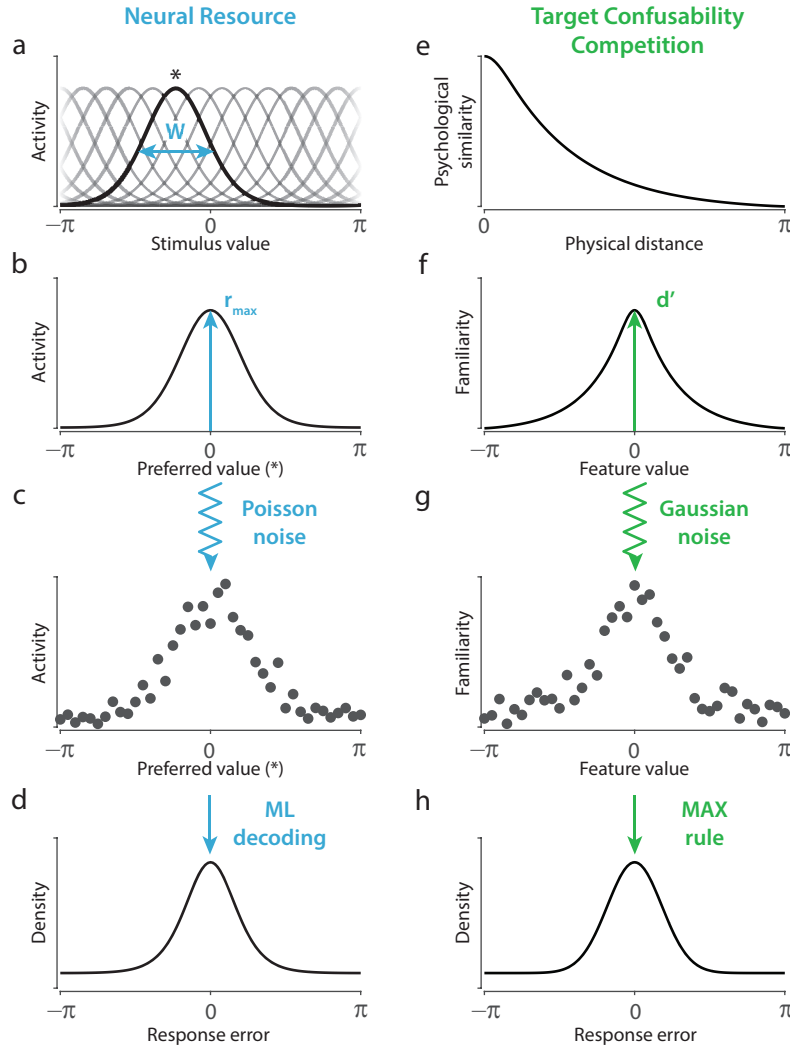 Neural Resource
a
*
W
Activity
−π
0
π
Stimulus value
b
r max
Activity
−π
0
π
Preferred value (*)
c
Poisson
noise
Activity
−π
0
π
Preferred value (*)
d
ML
decoding
Density
−π
0
π
Response error
Target Confusability
Competition
e
Psychological
similarity
0
π
Physical distance
f
d’
Familiarity
−π
0
π
Feature value
g
Gaussian
noise
Familiarity
−π
0
π
Feature value
h
MAX
rule
Density
−π
0
π
Response error